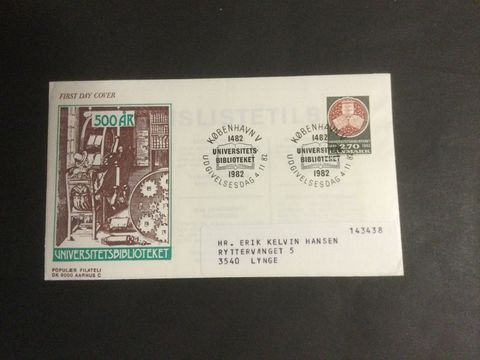 FIRST DAY COVER
500 ÅR
UNIVERSITETSBIBLIOTEKET
POPULÆR FILATELI
DK 8000 AARHUS C
KØBENHAVN V
1482
UNIVERSITETS
BIBLIOTEKET
1982
UDGIVELSESDAG 4.11.82
KØBENHAVN V
1482
UNIVERSITETS
BIBLIOTEKET
1982
UDGIVELSESDAG 4.11.82
1482 2.70 1982
DANMARK
143438
HR. ERIK KELVIN HANSEN
RYTTERVÆNGET 5
3540 LYNGE